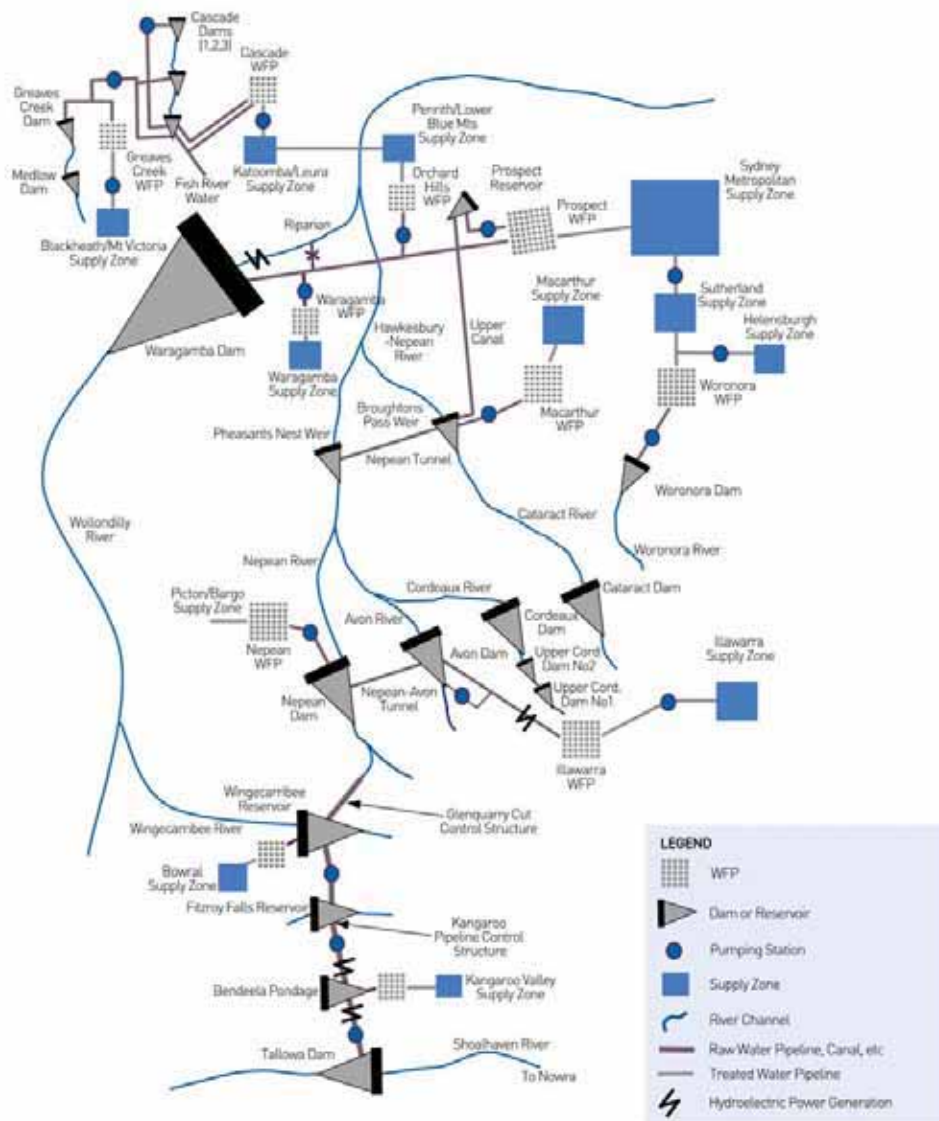 Cascade
Dams
[1,2,3]
Cascade
WFP
Greaves
Creek
Dam
Greaves
Creek
WFP
Medlow
Dam
Fish River
Water
Katoomba/Leura
Supply Zone
Penrith/Lower
Blue Mts
Supply Zone
Blackheath/Mt Victoria
Supply Zone
Riparian
Orchard
Hills
WFP
Prospect
Reservoir
Prospect
WFP
Sydney
Metropolitan
Supply Zone
Waragamba Dam
Waragamba
WFP
Waragamba
Supply Zone
Hawkesbury
-Nepean
River
Upper
Canal
Macarthur
Supply Zone
Macarthur
WFP
Sutherland
Supply Zone
Helensburgh
Supply Zone
Woronora
WFP
Woronora Dam
Woronora River
Pheasants Nest Weir
Broughtons
Pass Weir
Nepean Tunnel
Cataract River
Wollondilly
River
Nepean River
Picton/Bargo
Supply Zone
Nepean
WFP
Cordeaux River
Avon River
Cataract Dam
Cordeaux
Dam
Avon Dam
Upper Cord.
Dam No2
Upper Cord.
Dam No1
Nepean
Dam
Nepean-Avon
Tunnel
Illawarra
Supply Zone
Illawarra
WFP
Wingecarribee
Reservoir
Wingecarribee River
Glenquarry Cut
Control Structure
Bowral
Supply Zone
Fitzroy Falls Reservoir
Kangaroo
Pipeline Control
Structure
Bendeela Pondage
Kangaroo Valley
Supply Zone
Tallowa Dam
Shoalhaven River
To Nowra
LEGEND
WFP
Dam or Reservoir
Pumping Station
Supply Zone
River Channel
Raw Water Pipeline, Canal, etc
Treated Water Pipeline
Hydroelectric Power Generation